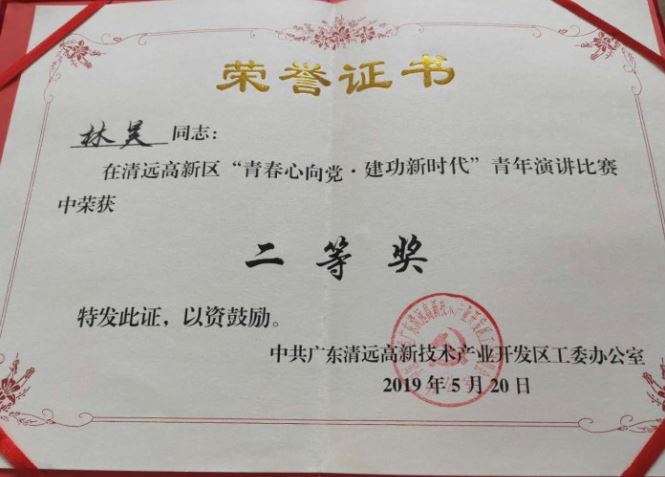 荣誉证书
林昊 同志：
在清远高新区“青春心向党·建功新时代”青年演讲比赛
中荣获
二等奖
特发此证，以资鼓励。
中共广东清远高新技术产业开发区工委办公室
2019年5月20日